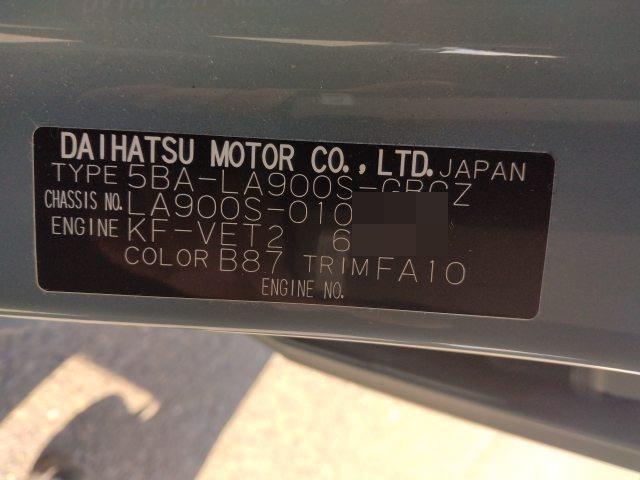 DAIHATSU MOTOR CO., LTD. JAPAN
TYPE 5BA-LA900S-GBGZ
CHASSIS NO. LA900S-010
ENGINE KF-VET2 6
COLOR B87 TRIM FA10
ENGINE NO.